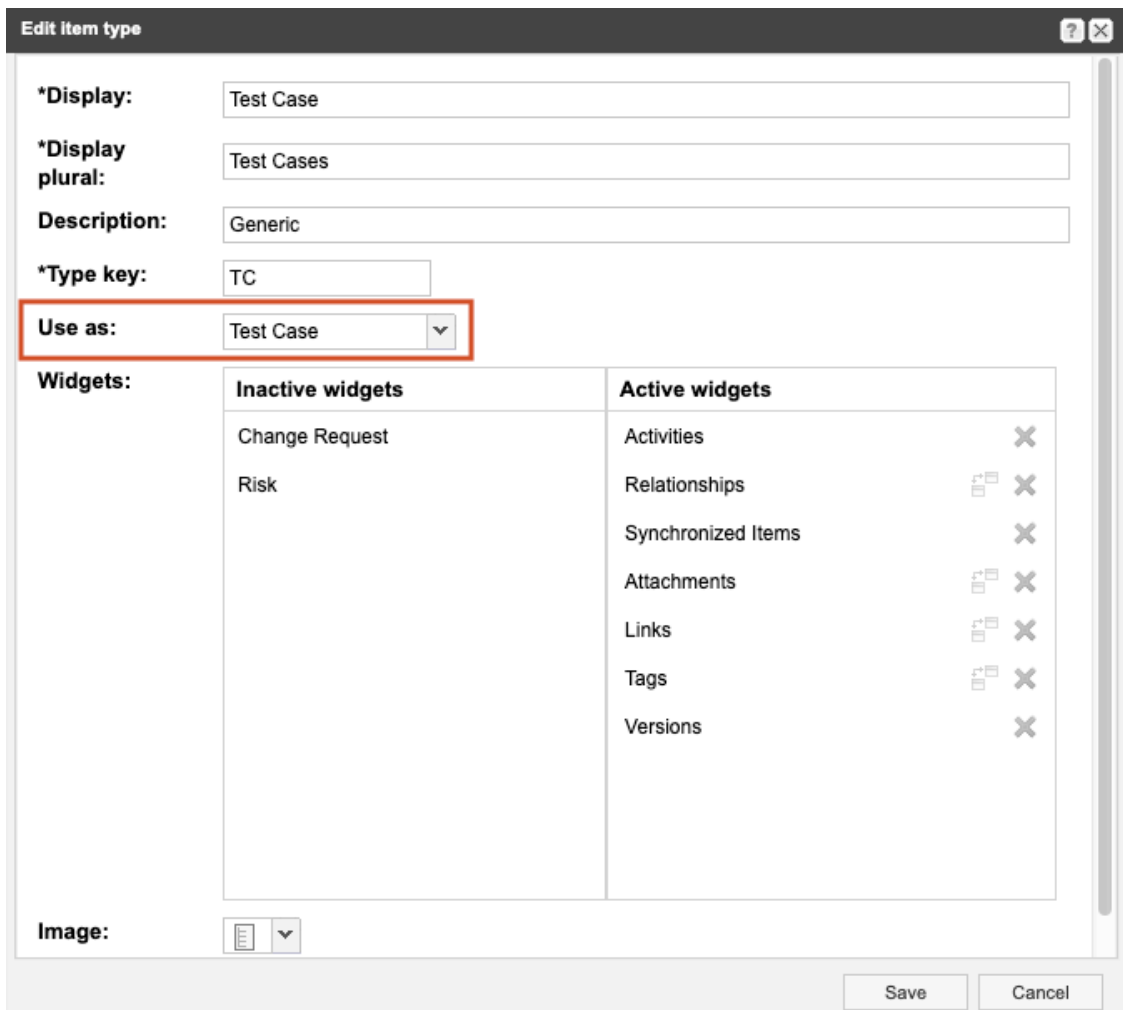 Edit item type
?
*Display:
Test Case
*Display
plural:
Test Cases
Description:
Generic
*Type key:
TC
Use as:
Test Case
Widgets:
Inactive widgets
Active widgets
Change Request
Activities
Risk
Relationships
Synchronized Items
Attachments
Links
Tags
Versions
Image:
Save
Cancel